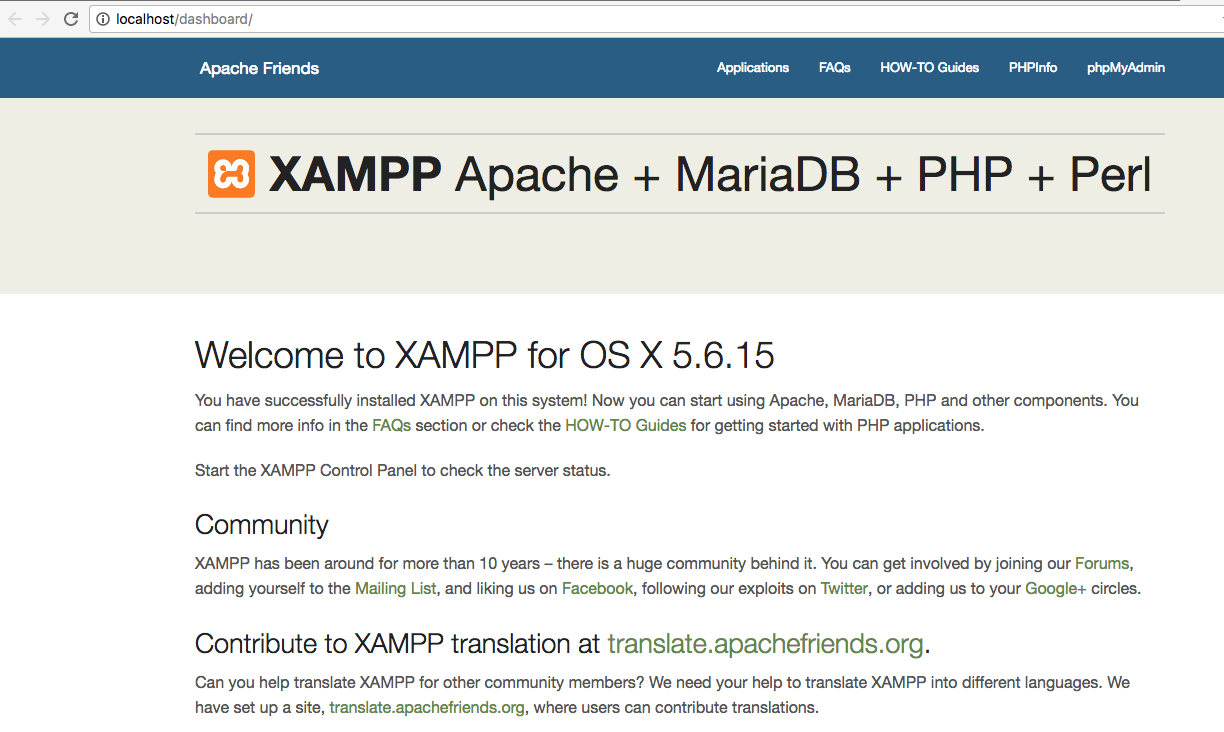 localhost/dashboard/
Apache Friends
Applications
FAQs
HOW-TO Guides
PHPInfo
phpMyAdmin
XAMPP Apache + MariaDB + PHP + Perl
Welcome to XAMPP for OS X 5.6.15
You have successfully installed XAMPP on this system! Now you can start using Apache, MariaDB, PHP and other components. You
can find more info in the FAQs section or check the HOW-TO Guides for getting started with PHP applications.
Start the XAMPP Control Panel to check the server status.
Community
XAMPP has been around for more than 10 years – there is a huge community behind it. You can get involved by joining our Forums,
adding yourself to the Mailing List, and liking us on Facebook, following our exploits on Twitter, or adding us to your Google+ circles.
Contribute to XAMPP translation at translate.apachefriends.org.
Can you help translate XAMPP for other community members? We need your help to translate XAMPP into different languages. We
have set up a site, translate.apachefriends.org, where users can contribute translations.